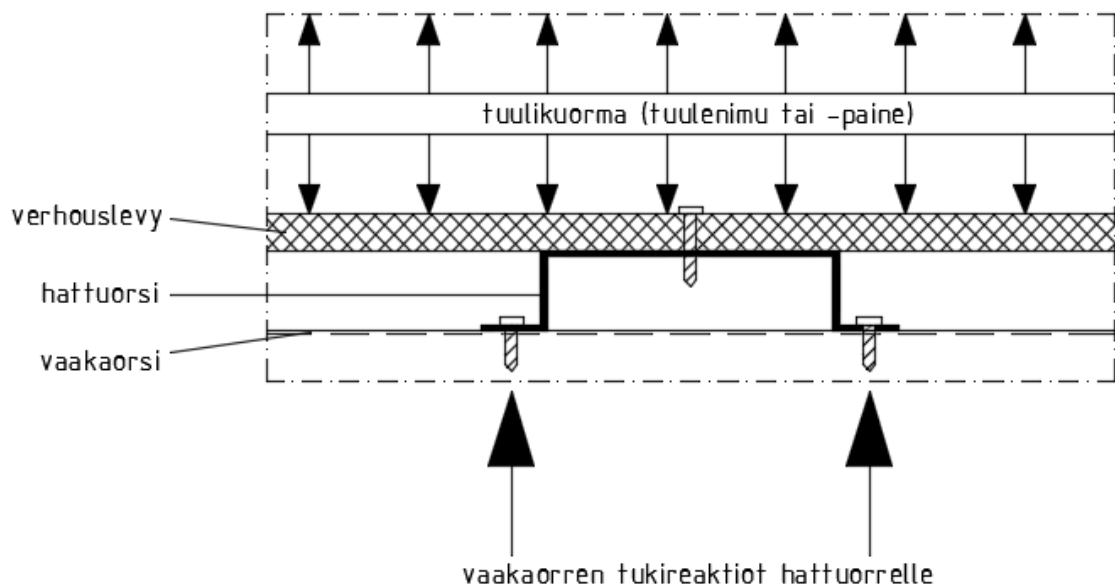 tuulikuorma (tuulenimu tai -paine)
verhouslevy
hattuorsi
vaakaorsi
vaakaorren tukireaktiot hattuorrelle